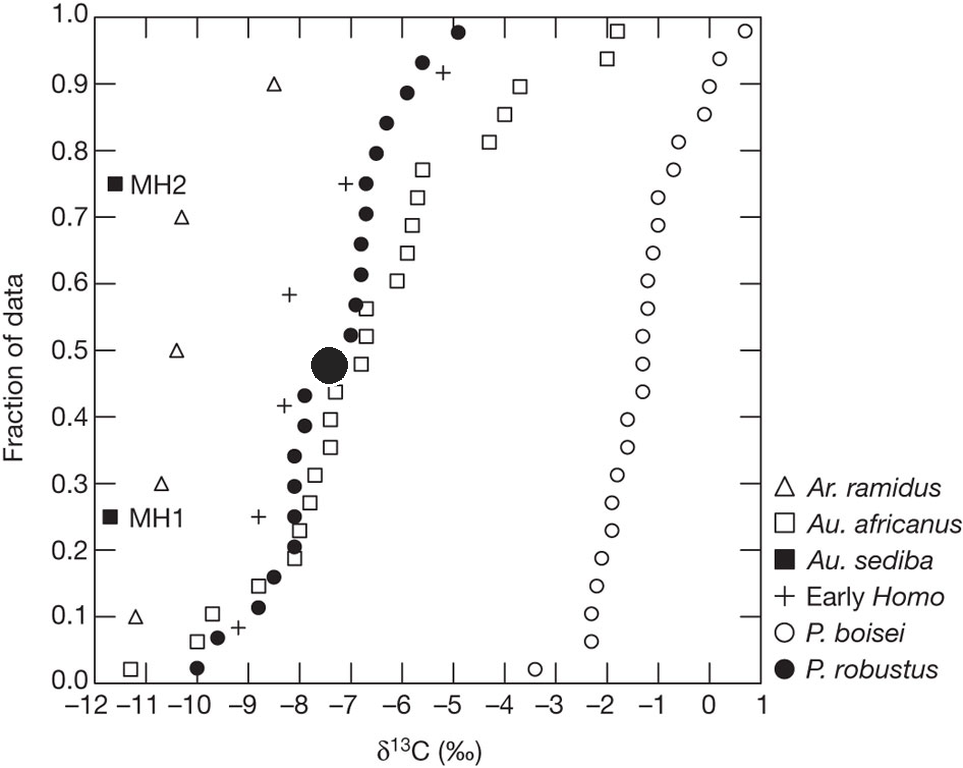 1.0
0.9
0.8
MH2
0.7
0.6
0.5
0.4
0.3
MH1
0.2
0.1
0.0
Fraction of data
−12 −11 −10 −9 −8 −7 −6 −5 −4 −3 −2 −1 0 1
δ¹³C (‰)
Ar. ramidus
Au. africanus
Au. sediba
Early Homo
P. boisei
P. robustus